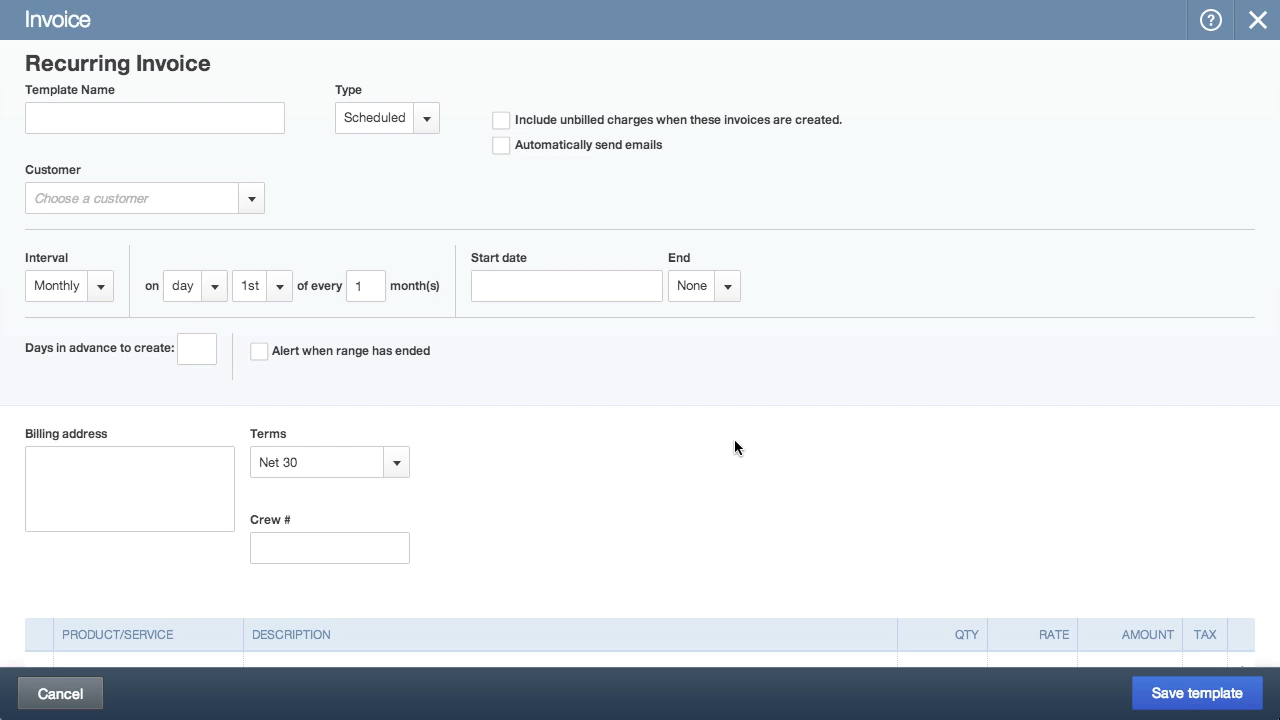 Invoice ?
Recurring Invoice
Template Name Type
Scheduled
Include unbilled charges when these invoices are created.
Automatically send emails
Customer
Choose a customer
Interval Start date End
Monthly on day 1st of every 1 month(s) None
Days in advance to create: Alert when range has ended
Billing address Terms
Net 30
Crew #
PRODUCT/SERVICE DESCRIPTION QTY RATE AMOUNT TAX
Cancel Save template